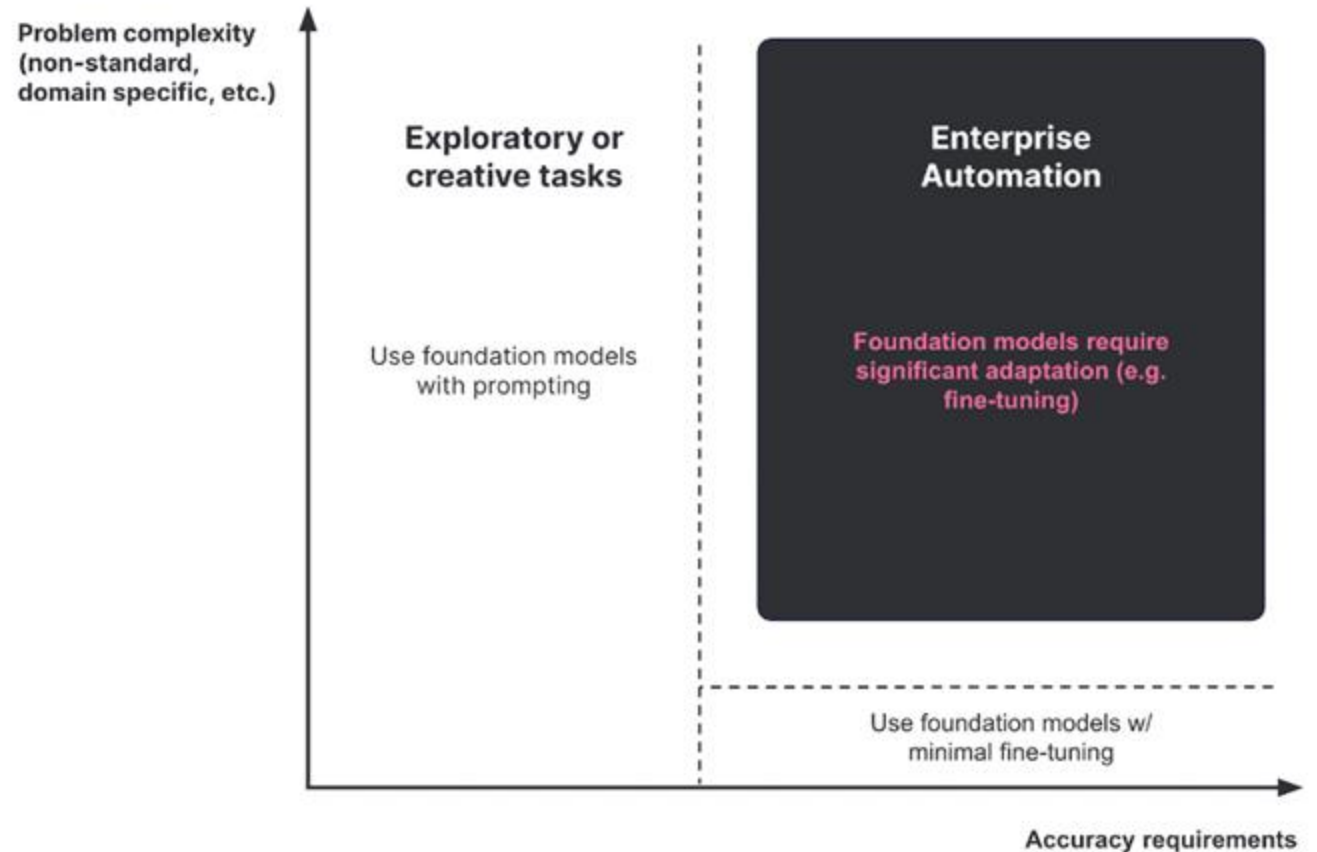 Problem complexity
(non-standard,
domain specific, etc.)
Exploratory or
creative tasks
Enterprise
Automation
Use foundation models
with prompting
Foundation models require
significant adaptation (e.g.
fine-tuning)
Use foundation models w/
minimal fine-tuning
Accuracy requirements